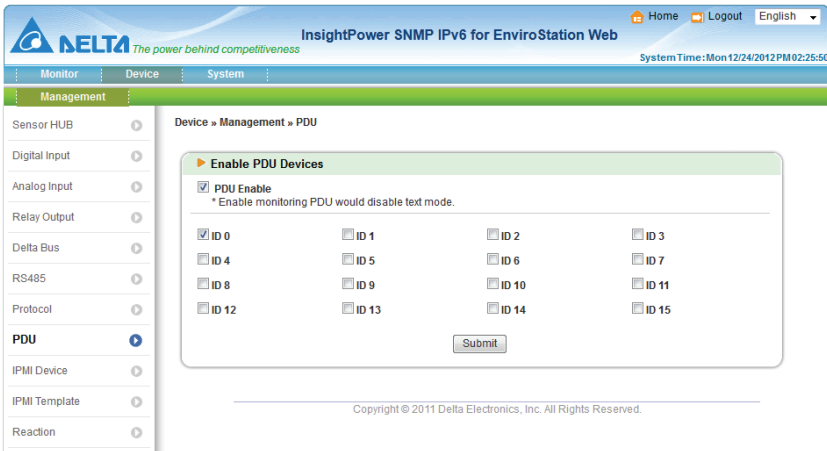 Home Logout English
DELTA The power behind competitiveness
InsightPower SNMP IPv6 for EnviroStation Web
System Time : Mon 12/24/2012 PM 02:25:50
Monitor Device System
Management
Sensor HUB
Digital Input
Analog Input
Relay Output
Delta Bus
RS485
Protocol
PDU
IPMI Device
IPMI Template
Reaction
Device » Management » PDU
Enable PDU Devices
PDU Enable
* Enable monitoring PDU would disable text mode.
ID 0 ID 1 ID 2 ID 3
ID 4 ID 5 ID 6 ID 7
ID 8 ID 9 ID 10 ID 11
ID 12 ID 13 ID 14 ID 15
Submit
Copyright © 2011 Delta Electronics, Inc. All Rights Reserved.